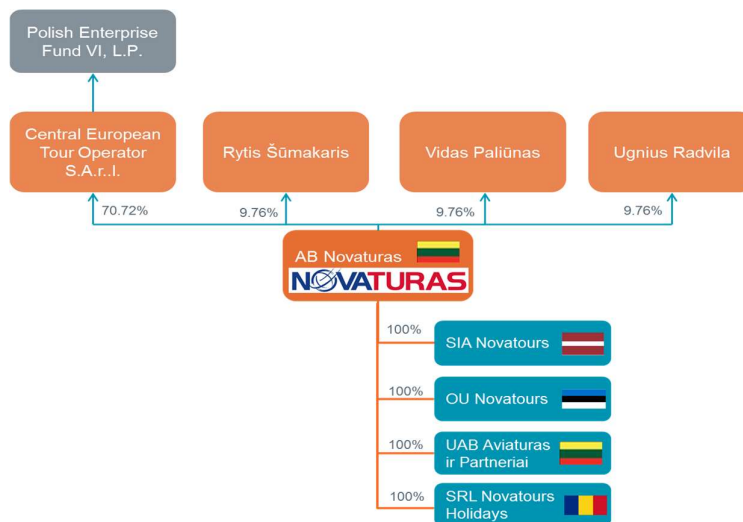 Polish Enterprise
Fund VI, L.P.
Central European
Tour Operator
S.A.r..l.
Rytis Šūmakaris
Vidas Paliūnas
Ugnius Radvila
70.72%
9.76%
9.76%
9.76%
AB Novaturas
NOVATURAS
100%
SIA Novatours
100%
OU Novatours
100%
UAB Aviaturas
ir Partneriai
100%
SRL Novatours
Holidays